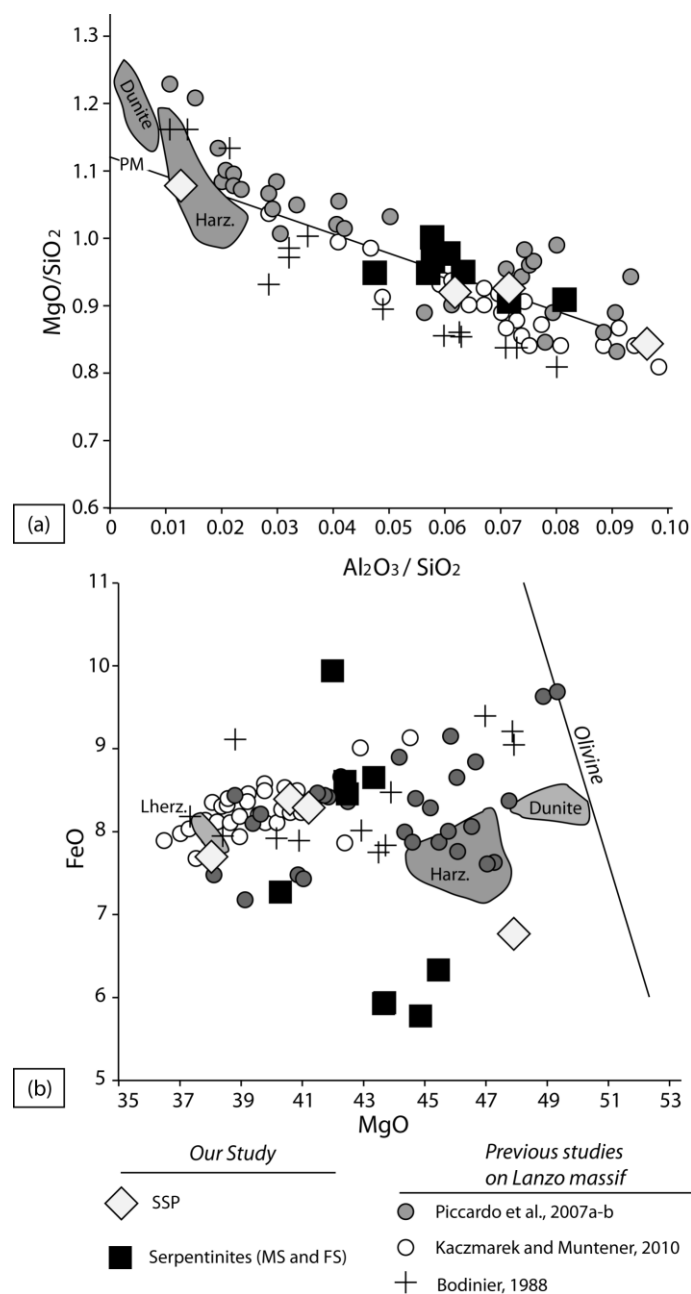 1.3
1.2
1.1
1.0
0.9
0.8
0.7
0.6
MgO/SiO₂
Dunite
PM
Harz.
(a)
0 0.01 0.02 0.03 0.04 0.05 0.06 0.07 0.08 0.09 0.10
Al₂O₃ / SiO₂
11
10
9
8
7
6
5
FeO
Lherz.
Harz.
Dunite
Olivine
(b)
35 37 39 41 43 45 47 49 51 53
MgO
Our Study
SSP
Serpentinites (MS and FS)
Previous studies
on Lanzo massif
Piccardo et al., 2007a-b
Kaczmarek and Muntener, 2010
Bodinier, 1988